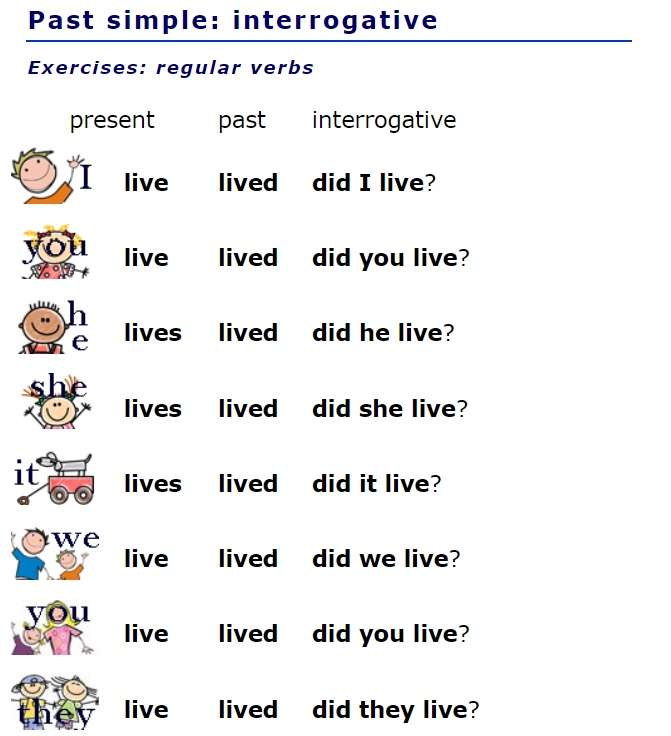 Past simple: interrogative
Exercises: regular verbs
present past interrogative
I live lived did I live?
you live lived did you live?
he lives lived did he live?
she lives lived did she live?
it lives lived did it live?
we live lived did we live?
you live lived did you live?
they live lived did they live?